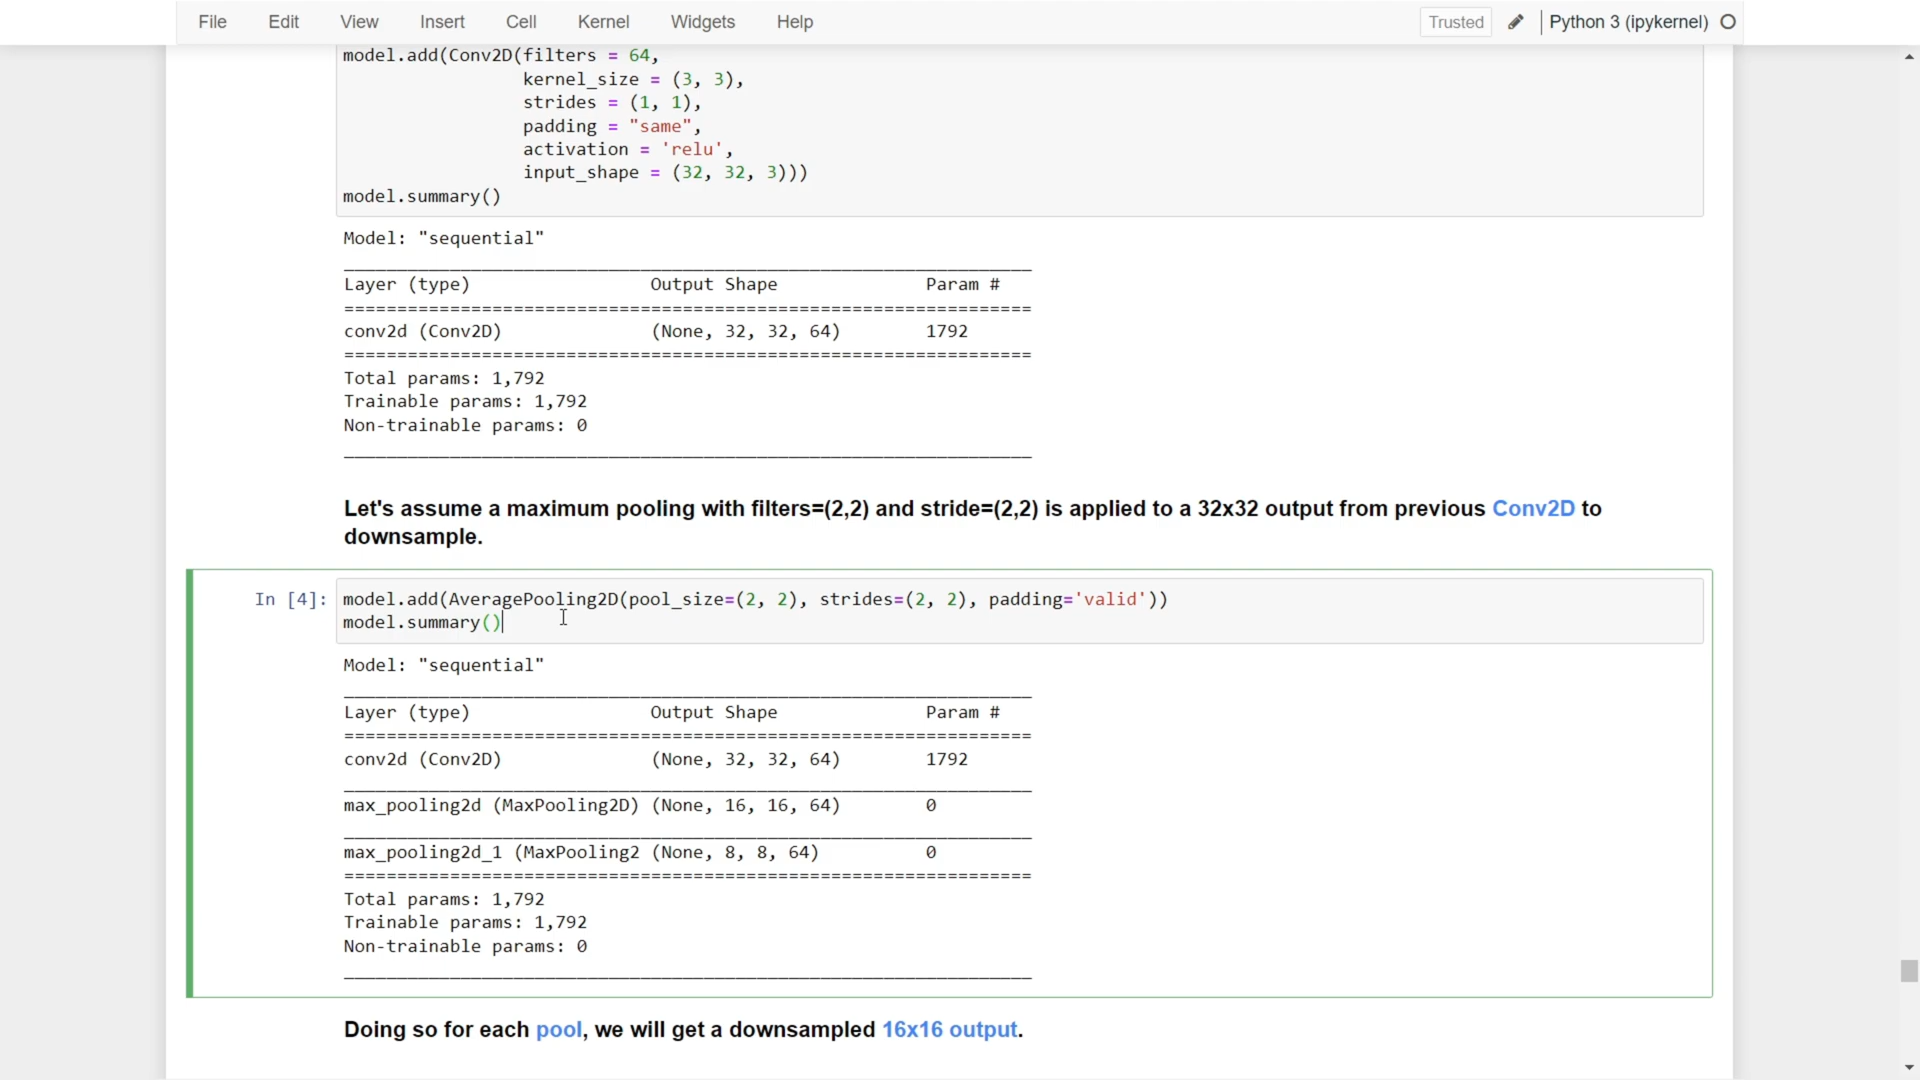 File Edit View Insert Cell Kernel Widgets Help Trusted Python 3 (ipykernel)
model.add(Conv2D(filters = 64,
kernel_size = (3, 3),
strides = (1, 1),
padding = "same",
activation = 'relu',
input_shape = (32, 32, 3)))
model.summary()
Model: "sequential"
_________________________________________________________________
Layer (type) Output Shape Param #
=================================================================
conv2d (Conv2D) (None, 32, 32, 64) 1792
=================================================================
Total params: 1,792
Trainable params: 1,792
Non-trainable params: 0
_________________________________________________________________
Let's assume a maximum pooling with filters=(2,2) and stride=(2,2) is applied to a 32x32 output from previous Conv2D to
downsample.
In [4]: model.add(AveragePooling2D(pool_size=(2, 2), strides=(2, 2), padding='valid'))
model.summary()
Model: "sequential"
_________________________________________________________________
Layer (type) Output Shape Param #
=================================================================
conv2d (Conv2D) (None, 32, 32, 64) 1792
_________________________________________________________________
max_pooling2d (MaxPooling2D) (None, 16, 16, 64) 0
_________________________________________________________________
max_pooling2d_1 (MaxPooling2 (None, 8, 8, 64) 0
=================================================================
Total params: 1,792
Trainable params: 1,792
Non-trainable params: 0
_________________________________________________________________
Doing so for each pool, we will get a downsampled 16x16 output.